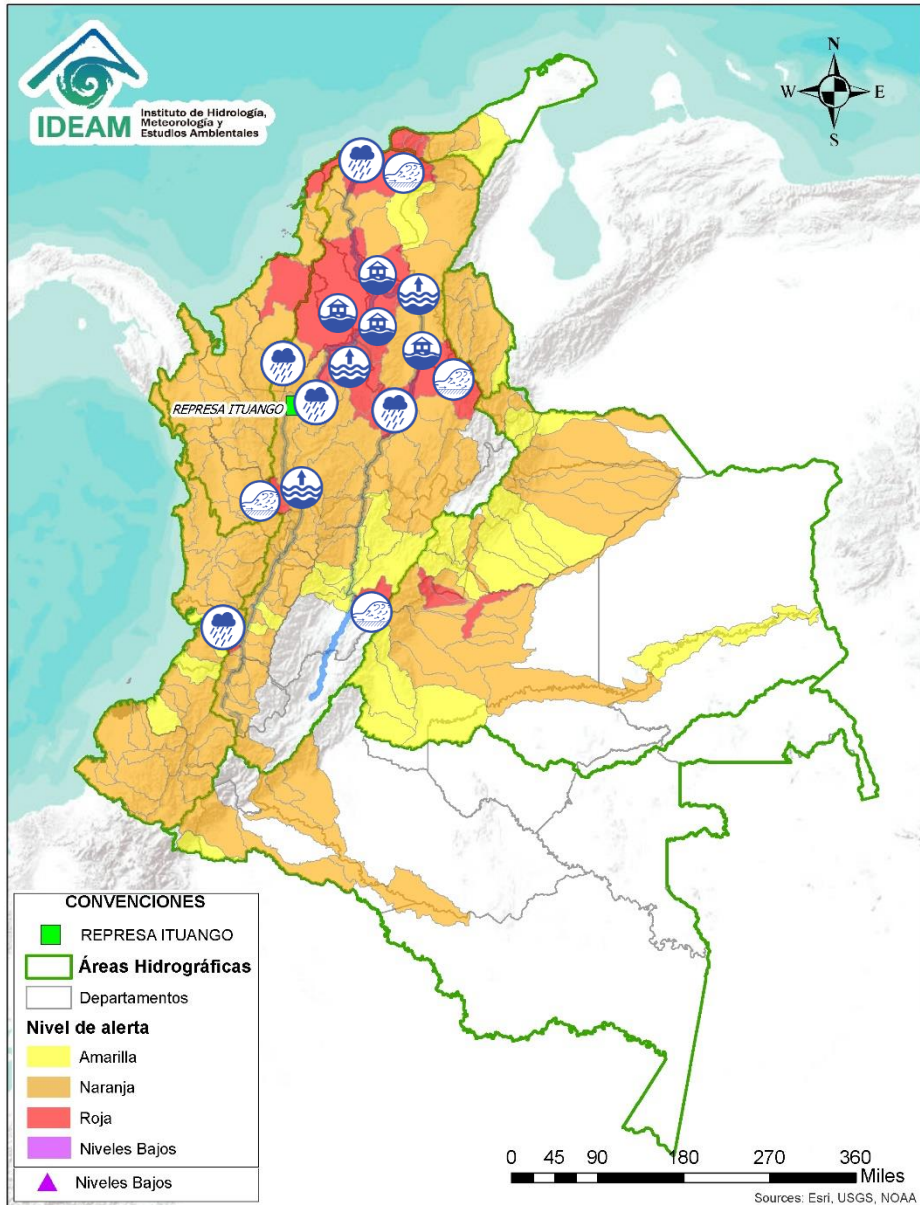 IDEAM
Instituto de Hidrología,
Meteorología y
Estudios Ambientales
N
W
E
S
REPRESA ITUANGO
CONVENCIONES
REPRESA ITUANGO
Áreas Hidrográficas
Departamentos
Nivel de alerta
Amarilla
Naranja
Roja
Niveles Bajos
Niveles Bajos
0 45 90 180 270 360
Miles
Sources: Esri, USGS, NOAA